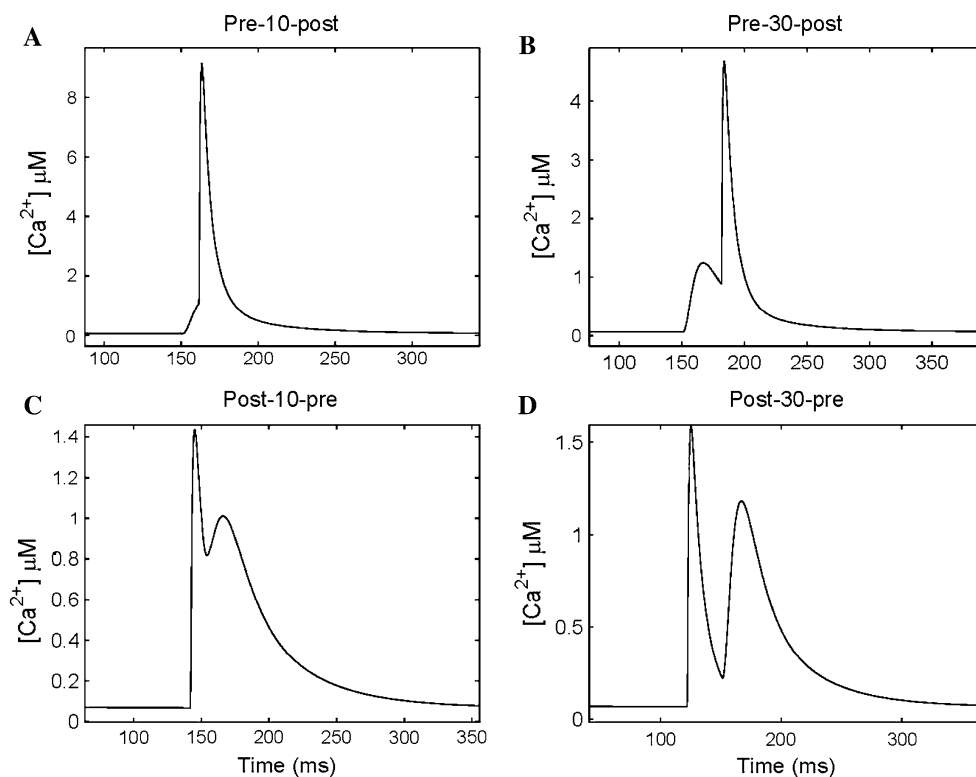 A
Pre-10-post
[Ca2+] μM
8
6
4
2
0
100 150 200 250 300
B
Pre-30-post
[Ca2+] μM
4
3
2
1
0
100 150 200 250 300 350
C
Post-10-pre
[Ca2+] μM
1.4
1.2
1
0.8
0.6
0.4
0.2
0
100 150 200 250 300 350
Time (ms)
D
Post-30-pre
[Ca2+] μM
1.5
1
0.5
0
100 200 300
Time (ms)